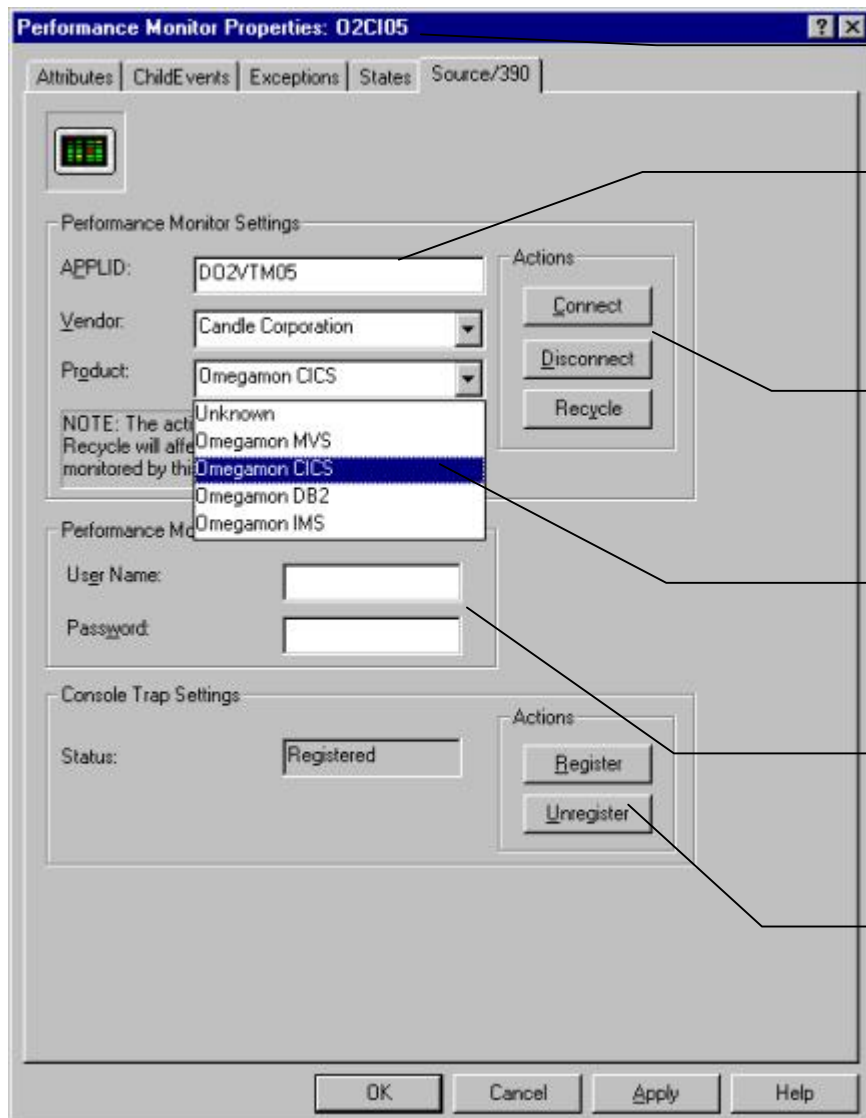 Performance Monitor Properties: O2CI05
Attributes
ChildEvents
Exceptions
States
Source/390
Performance Monitor Settings
APPLID:
DO2VTM05
Vendor:
Candle Corporation
Product:
Omegamon CICS
Unknown
Omegamon MVS
Omegamon CICS
Omegamon DB2
Omegamon IMS
NOTE: The acti
Recycle will affe
monitored by thi
Actions
Connect
Disconnect
Recycle
Performance Mo
User Name:
Password:
Console Trap Settings
Status:
Registered
Actions
Register
Unregister
OK
Cancel
Apply
Help